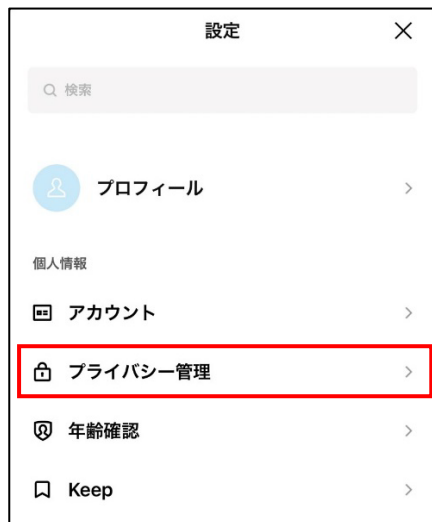 設定
検索
プロフィール
個人情報
アカウント
プライバシー管理
年齢確認
Keep